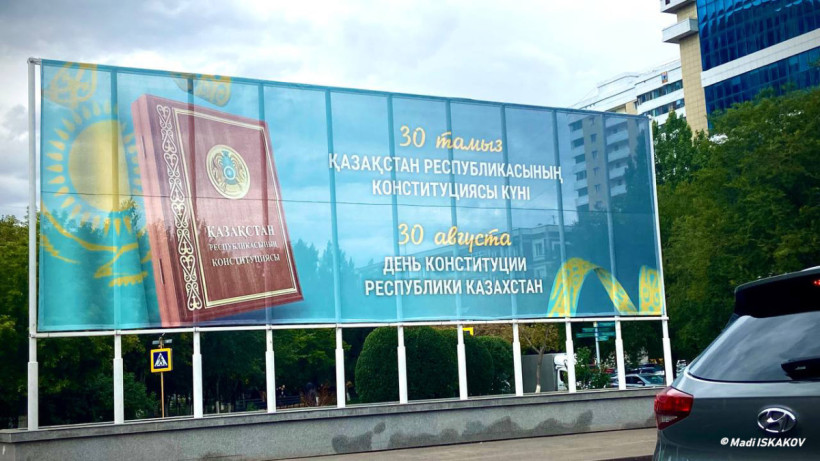 30 тамыз
ҚАЗАҚСТАН РЕСПУБЛИКАСЫНЫҢ
КОНСТИТУЦИЯСЫ КҮНІ
30 августа
ДЕНЬ КОНСТИТУЦИИ
РЕСПУБЛИКИ КАЗАХСТАН
ҚАЗАҚСТАН
РЕСПУБЛИКАСЫНЫҢ
КОНСТИТУЦИЯСЫ
© Madi ISKAKOV